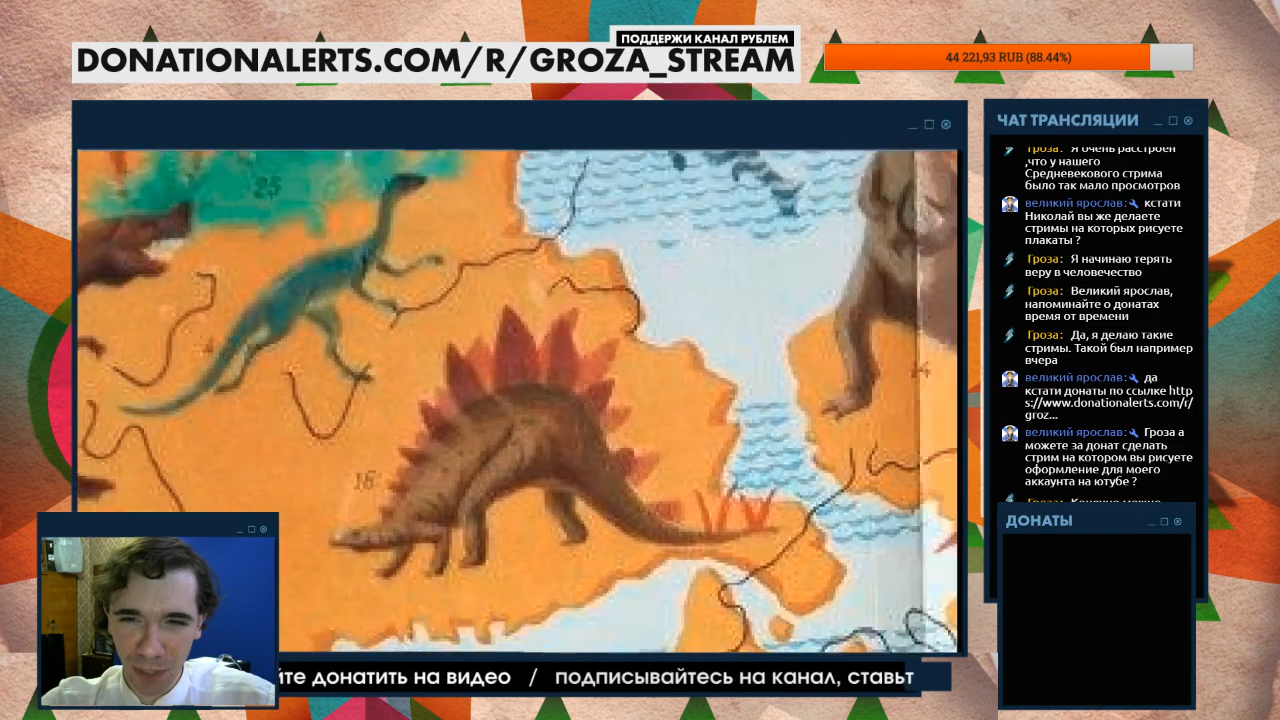 ПОДДЕРЖИ КАНАЛ РУБЛЕМ
DONATIONALERTS.COM/R/GROZA_STREAM
44 221,93 RUB (88.44%)
ЧАТ ТРАНСЛЯЦИИ
Гроза: Я очень расстроен
,что у нашего
Средневекового стрима
было так мало просмотров
великий ярослав: кстати
Николай вы же делаете
стримы на которых рисуете
плакаты ?
Гроза: Я начинаю терять
веру в человечество
Гроза: Великий ярослав,
напоминайте о донатах
время от времени
Гроза: Да, я делаю такие
стримы. Такой был например
вчера
великий ярослав: да
кстати донаты по ссылке http
s://www.donationalerts.com/r/
groz...
великий ярослав: Гроза а
можете за донат сделать
стрим на котором вы рисуете
оформление для моего
аккаунта на ютубе ?
Гроза: Конечно можно
ДОНАТЫ
25
16
йте донатить на видео / подписывайтесь на канал, ставьт